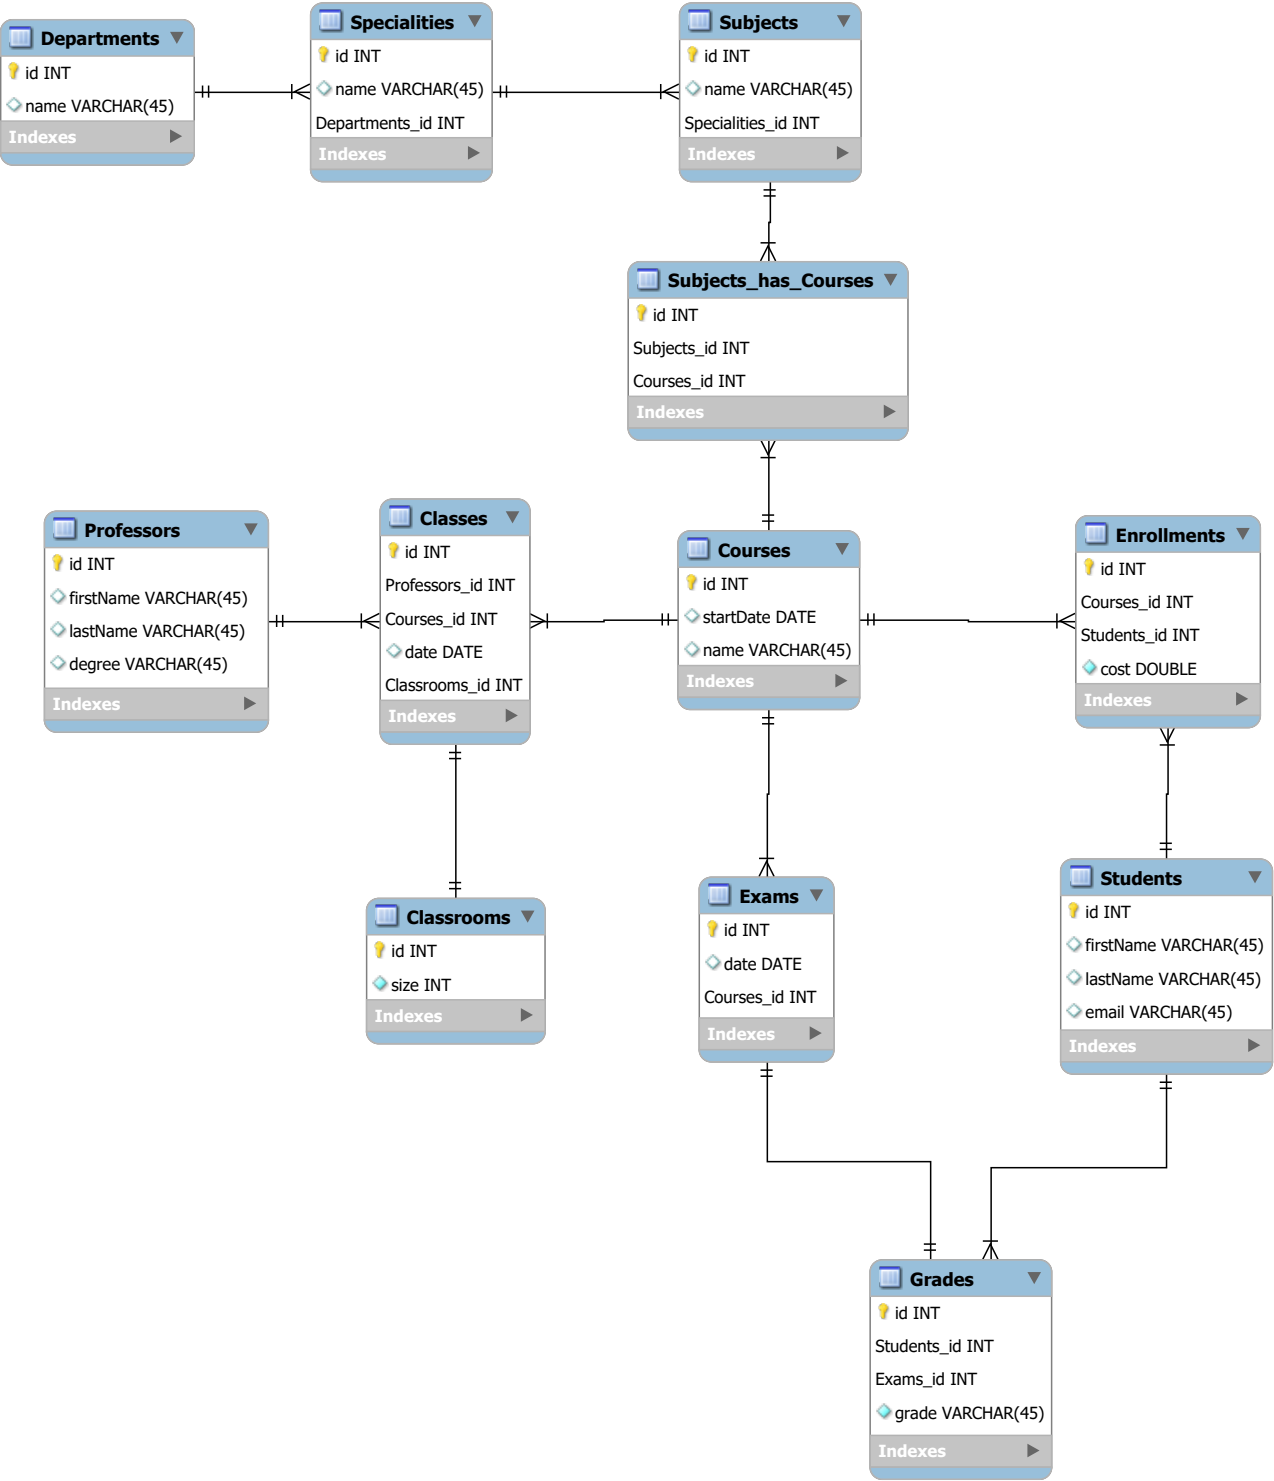 Departments
id INT
name VARCHAR(45)
Indexes
Specialities
id INT
name VARCHAR(45)
Departments_id INT
Indexes
Subjects
id INT
name VARCHAR(45)
Specialities_id INT
Indexes
Subjects_has_Courses
id INT
Subjects_id INT
Courses_id INT
Indexes
Professors
id INT
firstName VARCHAR(45)
lastName VARCHAR(45)
degree VARCHAR(45)
Indexes
Classes
id INT
Professors_id INT
Courses_id INT
date DATE
Classrooms_id INT
Indexes
Courses
id INT
startDate DATE
name VARCHAR(45)
Indexes
Enrollments
id INT
Courses_id INT
Students_id INT
cost DOUBLE
Indexes
Classrooms
id INT
size INT
Indexes
Exams
id INT
date DATE
Courses_id INT
Indexes
Students
id INT
firstName VARCHAR(45)
lastName VARCHAR(45)
email VARCHAR(45)
Indexes
Grades
id INT
Students_id INT
Exams_id INT
grade VARCHAR(45)
Indexes